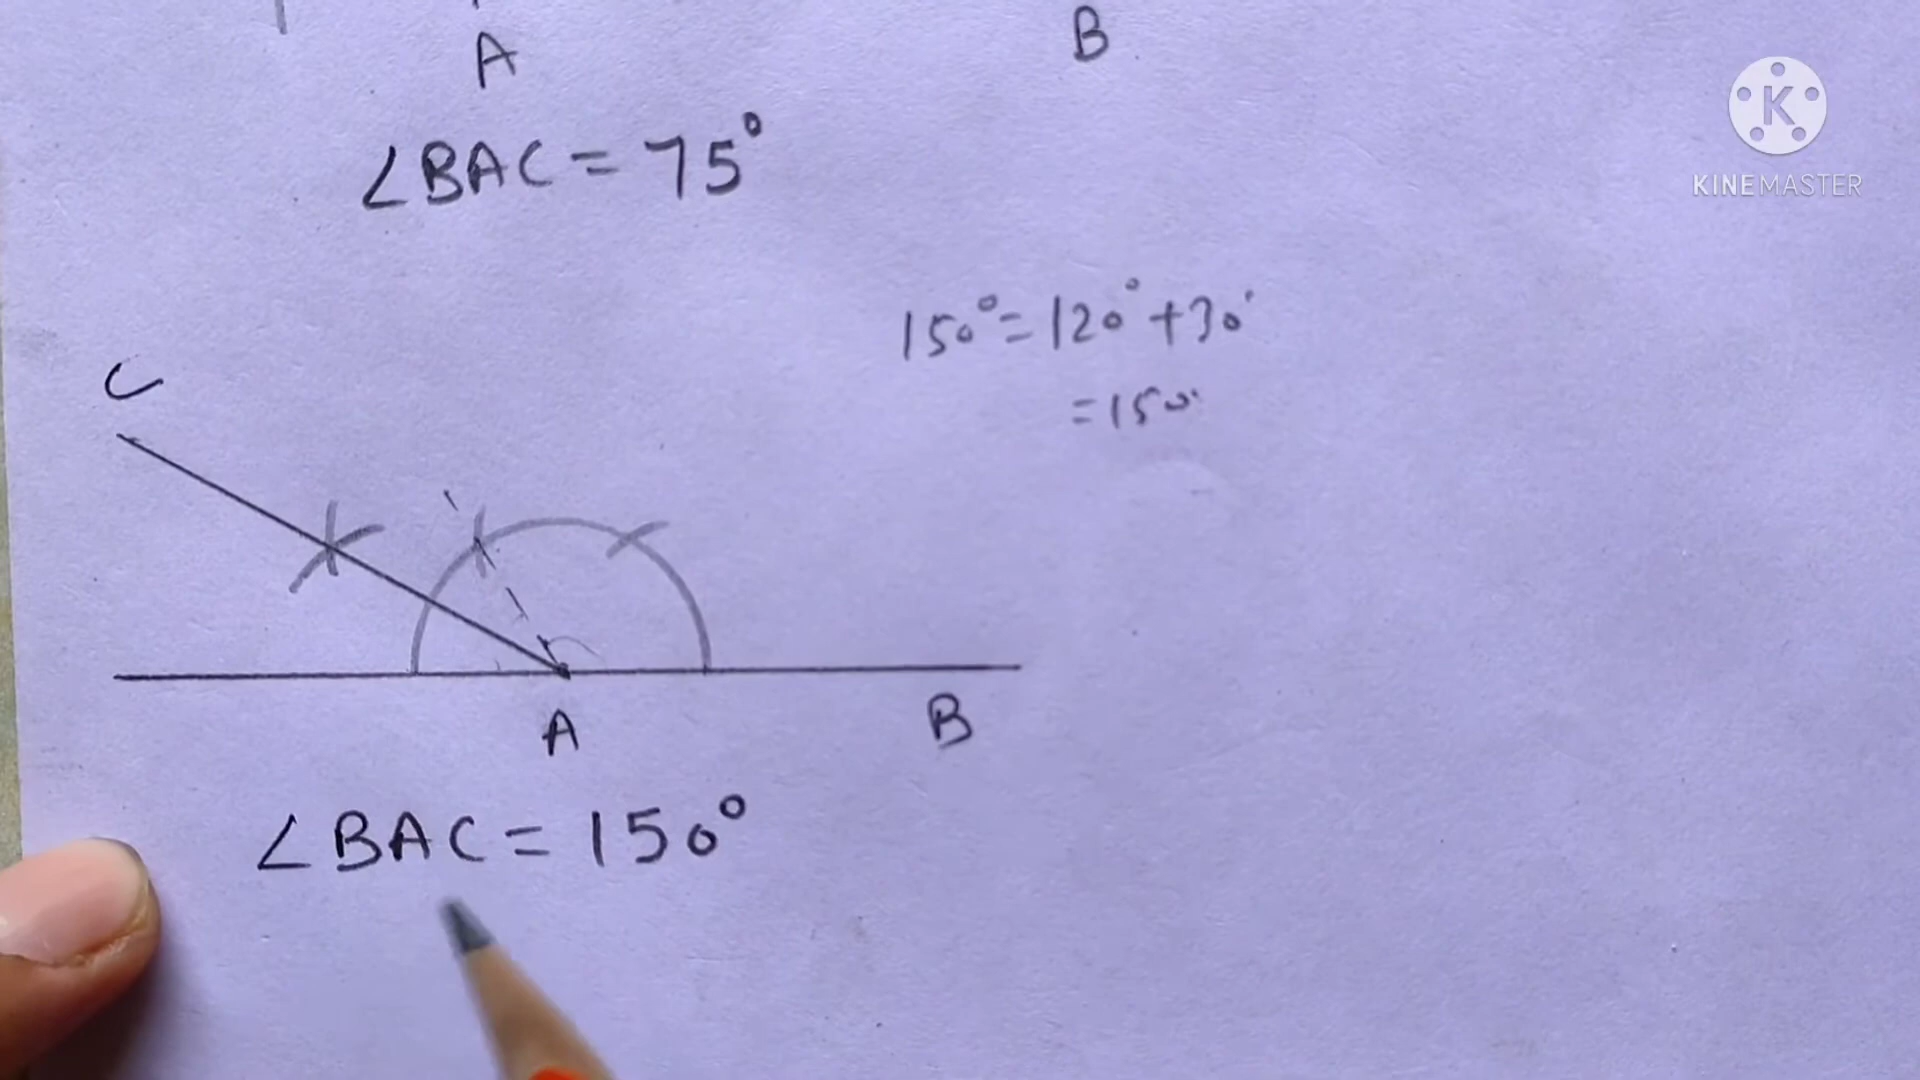 A B
∠BAC = 75°
K
KINEMASTER
150° = 120° + 30°
= 150°
C
A B
∠BAC = 150°